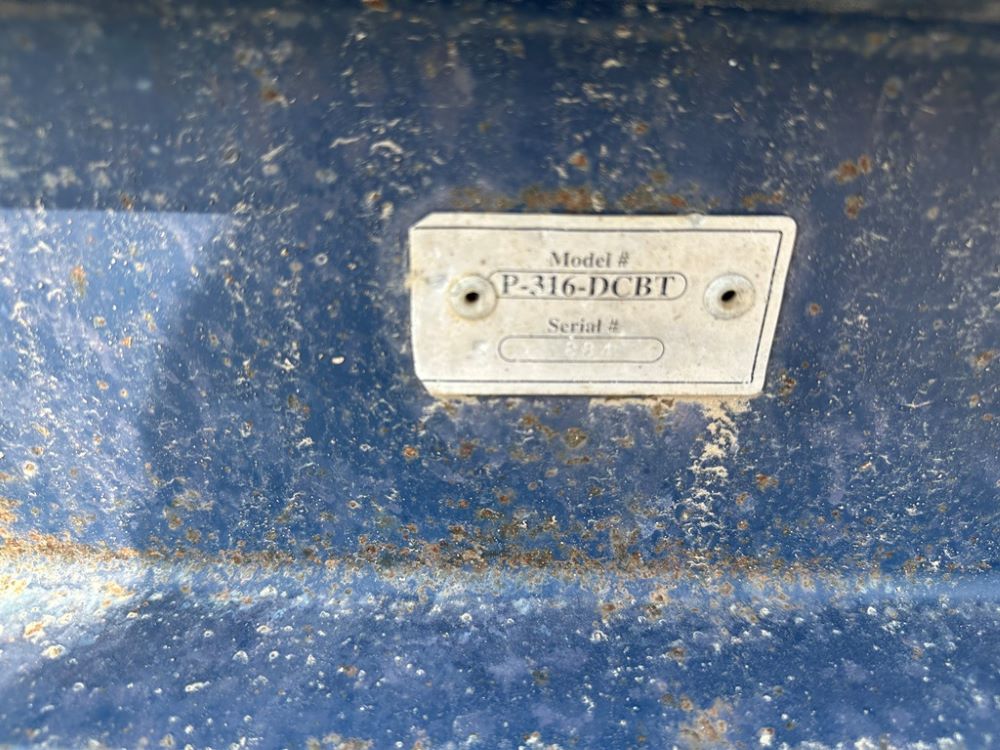 Model #
P-316-DCBT
Serial #